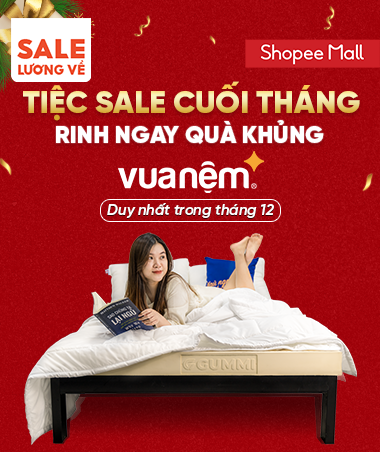 SALE
LƯƠNG VỀ
Shopee Mall
TIỆC SALE CUỐI THÁNG
RINH NGAY QUÀ KHỦNG
vuanệm®
Duy nhất trong tháng 12
LẠI NGỦ
GUMMI